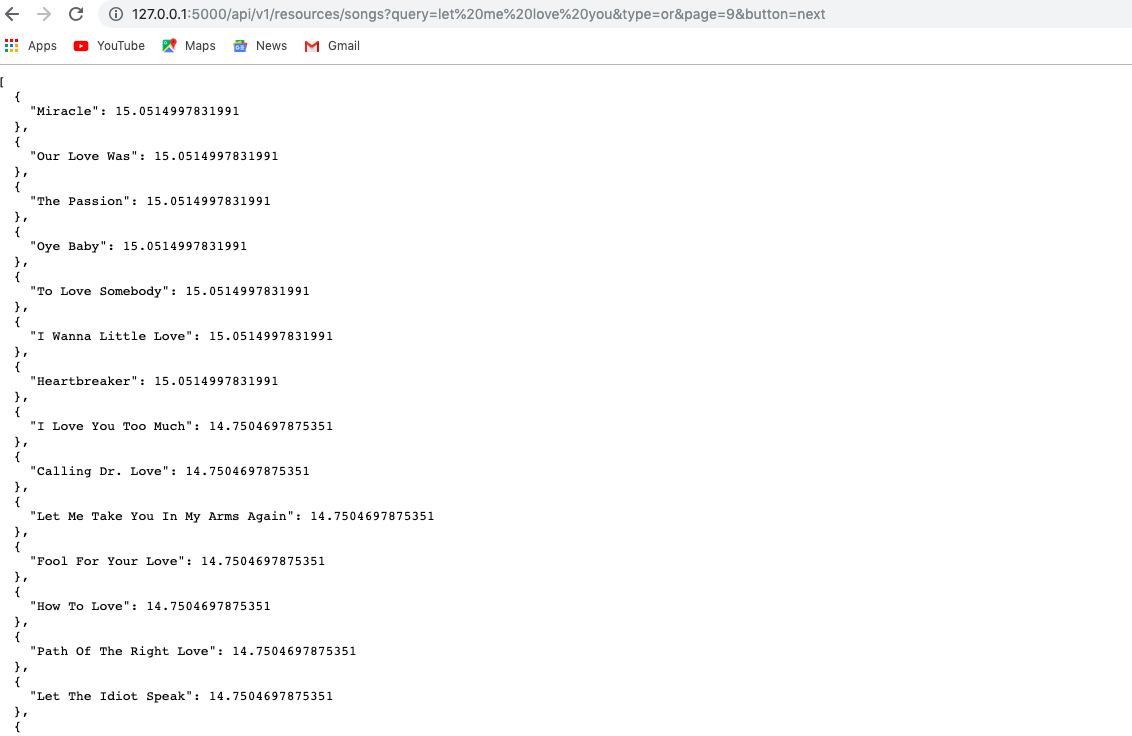 127.0.0.1:5000/api/v1/resources/songs?query=let%20me%20love%20you&type=or&page=9&button=next
Apps YouTube Maps News Gmail
[
{
"Miracle": 15.0514997831991
},
{
"Our Love Was": 15.0514997831991
},
{
"The Passion": 15.0514997831991
},
{
"Oye Baby": 15.0514997831991
},
{
"To Love Somebody": 15.0514997831991
},
{
"I Wanna Little Love": 15.0514997831991
},
{
"Heartbreaker": 15.0514997831991
},
{
"I Love You Too Much": 14.7504697875351
},
{
"Calling Dr. Love": 14.7504697875351
},
{
"Let Me Take You In My Arms Again": 14.7504697875351
},
{
"Fool For Your Love": 14.7504697875351
},
{
"How To Love": 14.7504697875351
},
{
"Path Of The Right Love": 14.7504697875351
},
{
"Let The Idiot Speak": 14.7504697875351
},
{